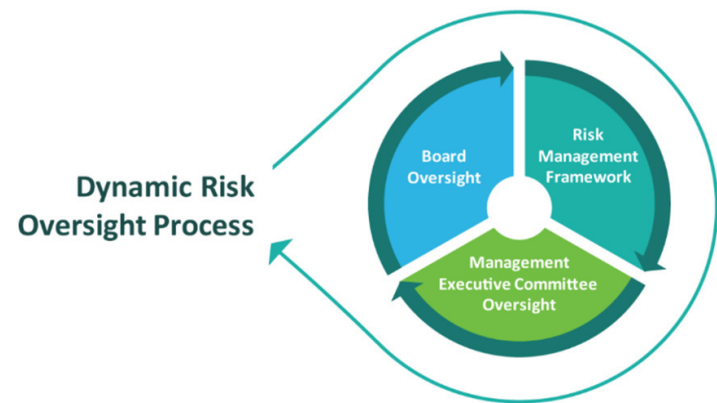 Dynamic Risk
Oversight Process
Board
Oversight
Risk
Management
Framework
Management
Executive Committee
Oversight